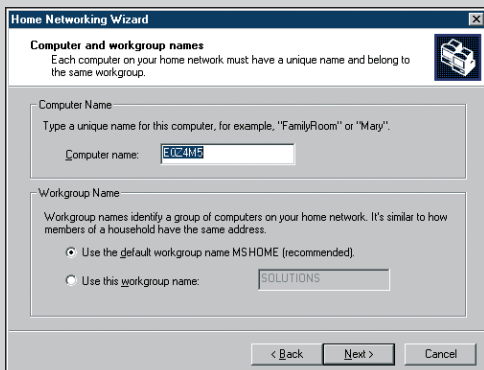 Home Networking Wizard
Computer and workgroup names
Each computer on your home network must have a unique name and belong to
the same workgroup.
Computer Name
Type a unique name for this computer, for example, "FamilyRoom" or "Mary".
Computer name: E0Z4M5
Workgroup Name
Workgroup names identify a group of computers on your home network. It's similar to how
members of a household have the same address.
Use the default workgroup name MSHOME (recommended).
Use this workgroup name: SOLUTIONS
< Back Next > Cancel